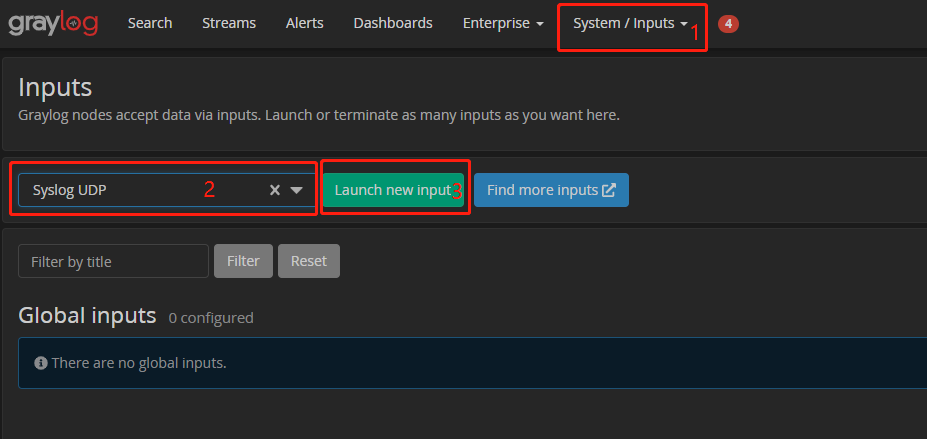 graylog Search Streams Alerts Dashboards Enterprise System / Inputs 1 4
Inputs
Graylog nodes accept data via inputs. Launch or terminate as many inputs as you want here.
Syslog UDP 2 Launch new input 3 Find more inputs
Filter by title Filter Reset
Global inputs 0 configured
There are no global inputs.